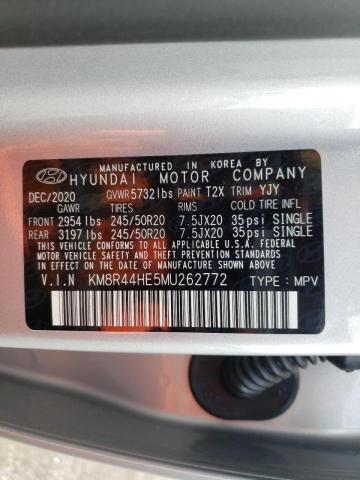 MANUFACTURED IN KOREA BY
HYUNDAI MOTOR COMPANY
DEC/2020 GVWR 5732 lbs PAINT T2X TRIM YJY
GAWR TIRES RIMS COLD TIRE INFL
FRONT 2954 lbs 245/50R20 7.5JX20 35psi SINGLE
REAR 3197 lbs 245/50R20 7.5JX20 35psi SINGLE
THIS VEHICLE CONFORMS TO ALL APPLICABLE U.S.A. FEDERAL
MOTOR VEHICLE SAFETY STANDARDS IN EFFECT ON THE DATE OF
MANUFACTURE SHOWN ABOVE.
V.I.N KM8R44HE5MU262772 TYPE : MPV